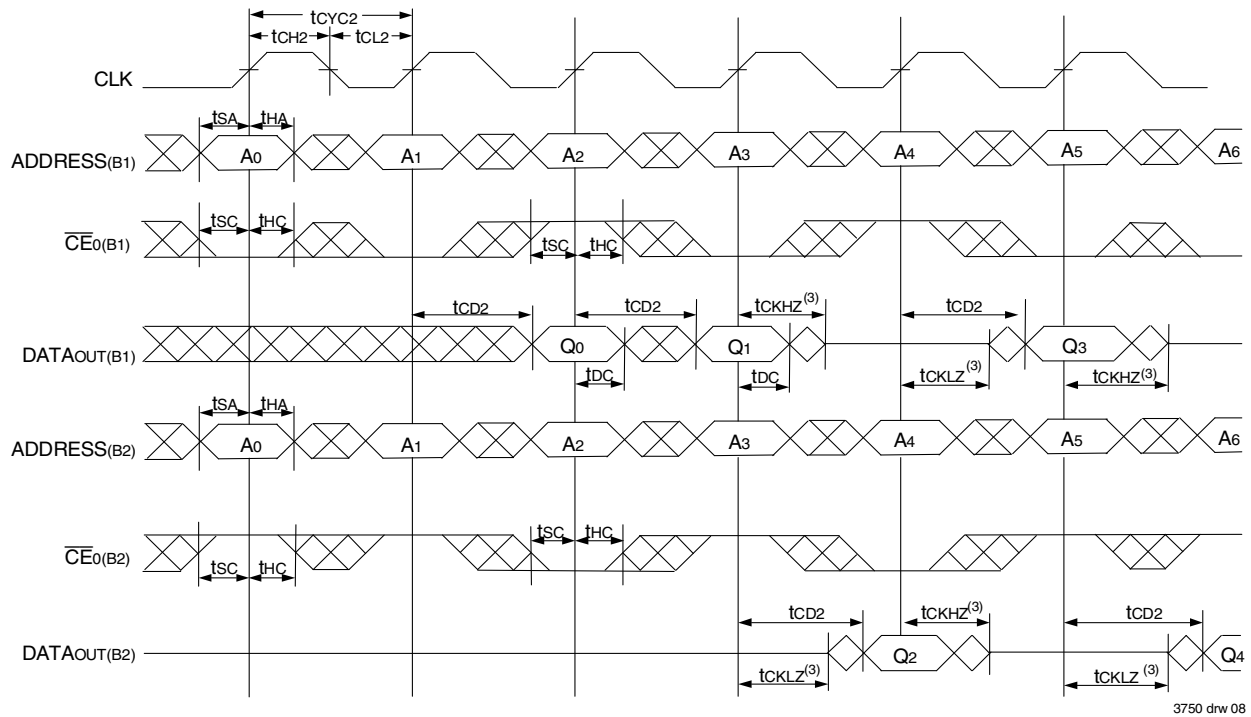 tCYC2
tCH2 tCL2
CLK
tSA tHA
ADDRESS(B1) A0 A1 A2 A3 A4 A5 A6
tSC tHC
CE0(B1) tSC tHC
tCD2 tCD2 tCKHZ(3) tCD2
DATAOUT(B1) Q0 Q1 Q3
tDC tDC tCKLZ(3) tCKHZ(3)
tSA tHA
ADDRESS(B2) A0 A1 A2 A3 A4 A5 A6
tSC tHC
CE0(B2)
tSC tHC
tCD2 tCKHZ(3) tCD2
DATAOUT(B2) Q2 Q4
tCKLZ(3) tCKLZ(3)
3750 drw 08